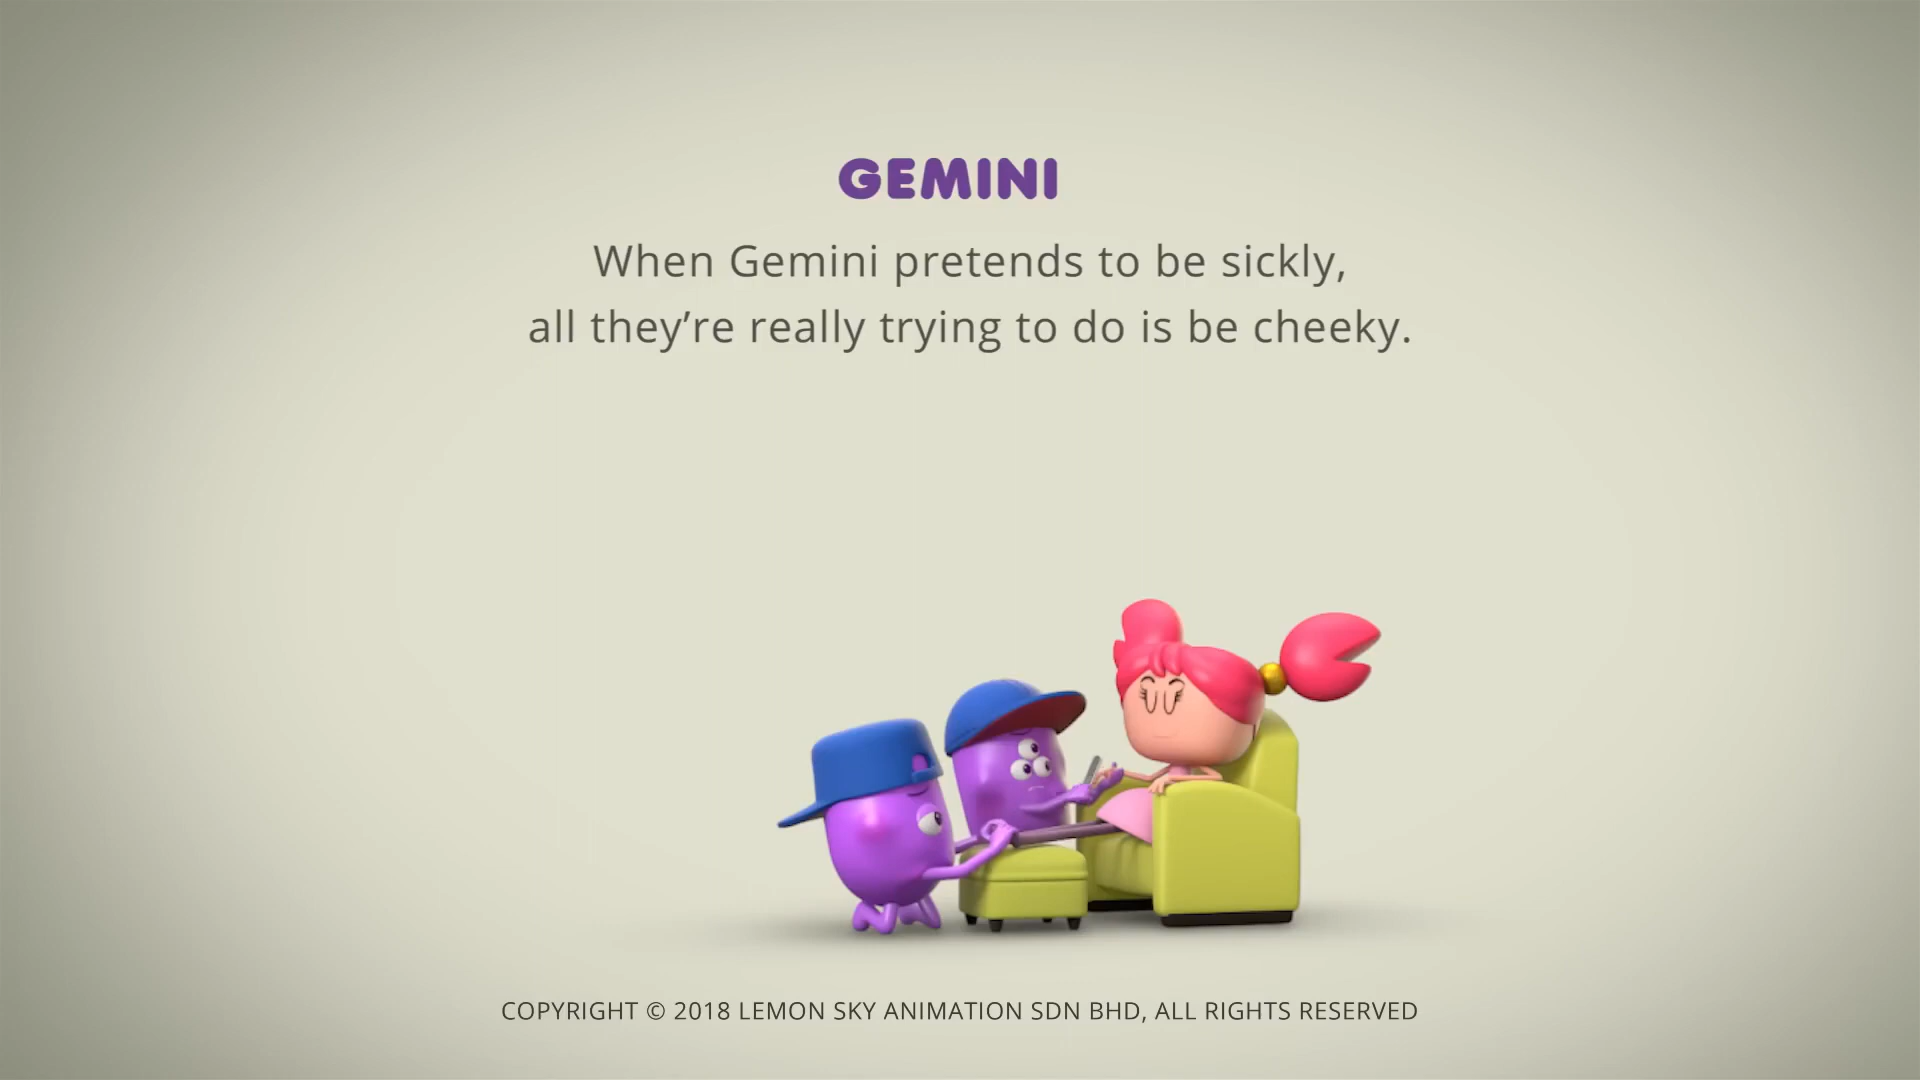 GEMINI
When Gemini pretends to be sickly,
all they’re really trying to do is be cheeky.
COPYRIGHT © 2018 LEMON SKY ANIMATION SDN BHD, ALL RIGHTS RESERVED